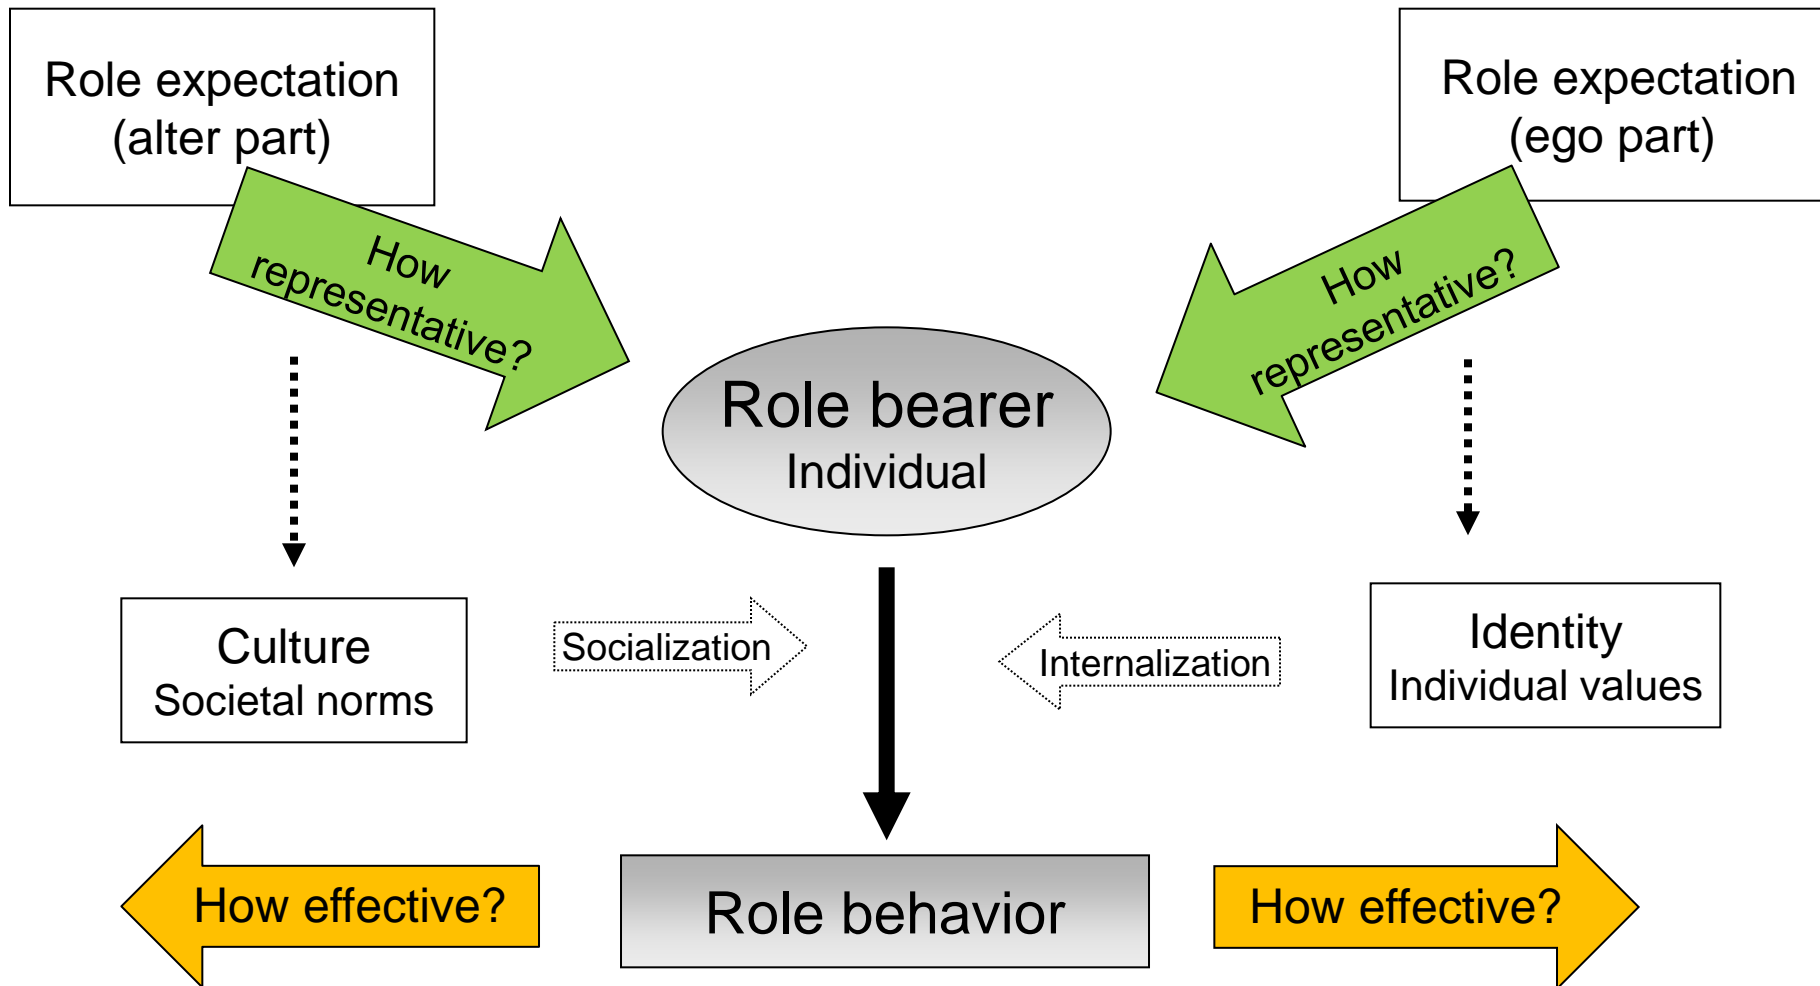 Role expectation
(alter part)
Role expectation
(ego part)
How
representative?
How
representative?
Role bearer
Individual
Culture
Societal norms
Socialization
Internalization
Identity
Individual values
How effective?
Role behavior
How effective?